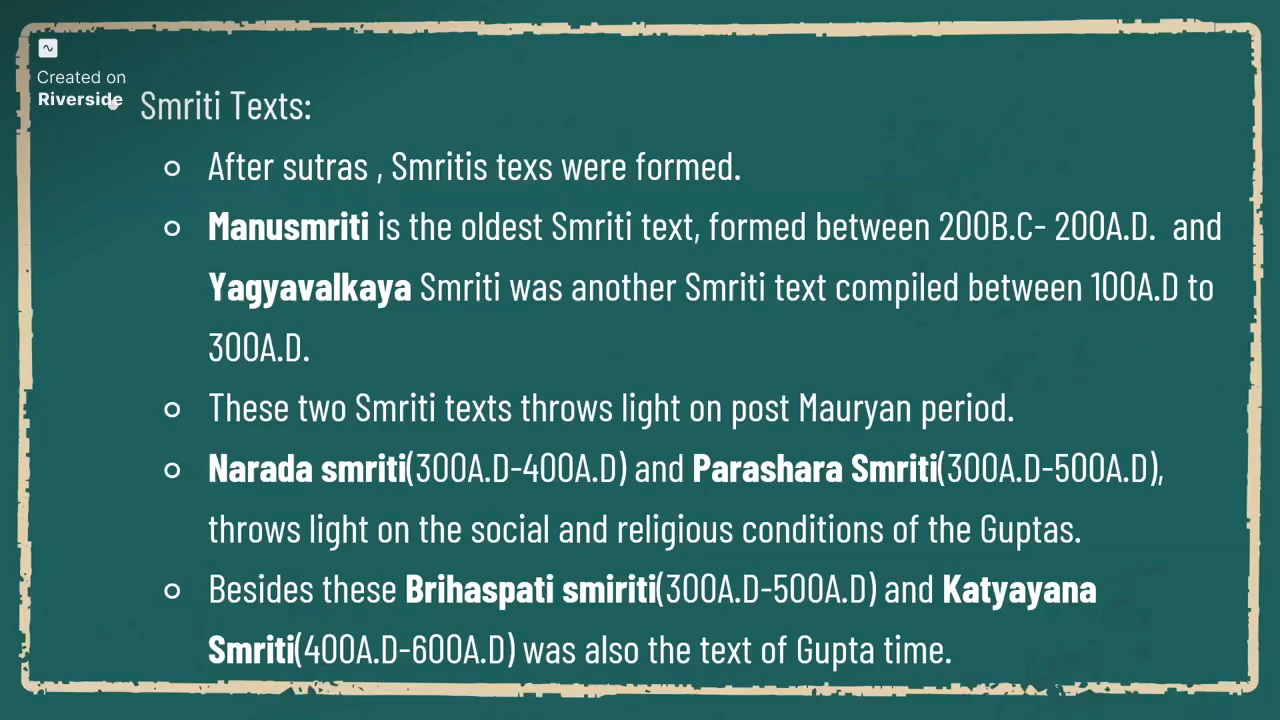 Created on
Riverside
Smriti Texts:
After sutras , Smritis texs were formed.
Manusmriti is the oldest Smriti text, formed between 200B.C- 200A.D. and
Yagyavalkaya Smriti was another Smriti text compiled between 100A.D to
300A.D.
These two Smriti texts throws light on post Mauryan period.
Narada smriti(300A.D-400A.D) and Parashara Smriti(300A.D-500A.D),
throws light on the social and religious conditions of the Guptas.
Besides these Brihaspati smiriti(300A.D-500A.D) and Katyayana
Smriti(400A.D-600A.D) was also the text of Gupta time.